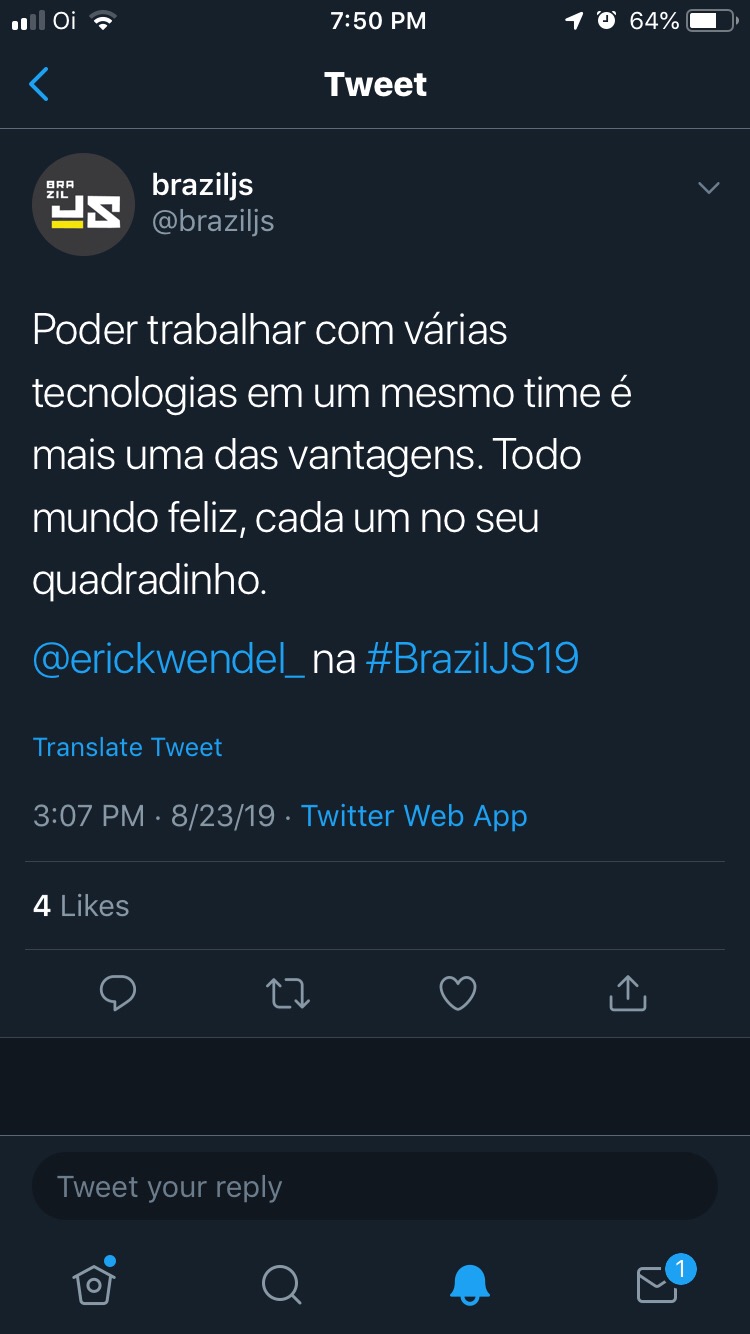 Oi 7:50 PM 64%
Tweet
BRA
ZIL
JS
braziljs
@braziljs
Poder trabalhar com várias
tecnologias em um mesmo time é
mais uma das vantagens. Todo
mundo feliz, cada um no seu
quadradinho.
@erickwendel_ na #BrazilJS19
Translate Tweet
3:07 PM · 8/23/19 · Twitter Web App
4 Likes
Tweet your reply
1